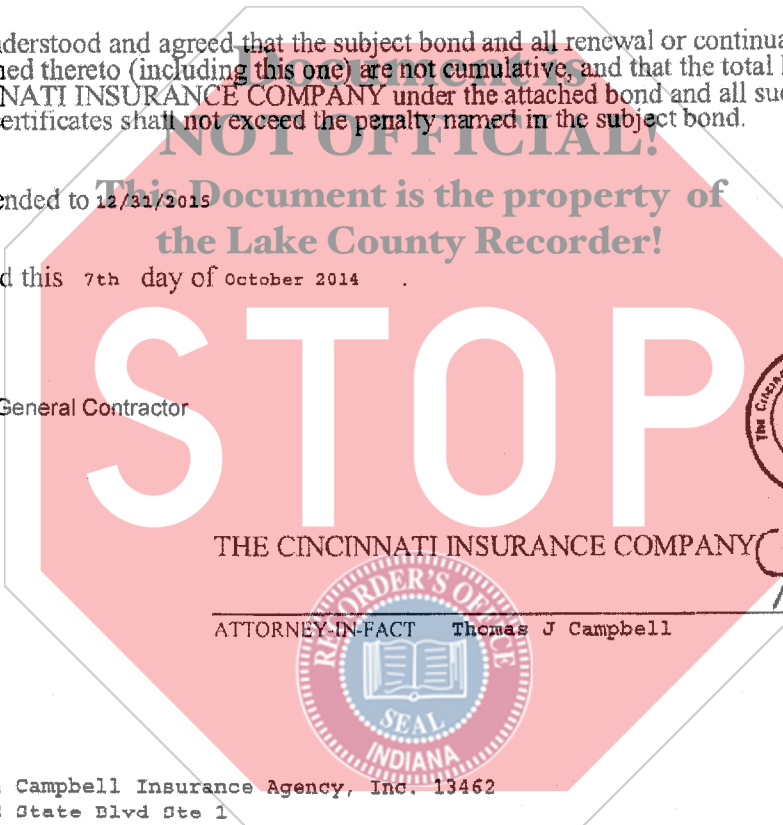 derstood and agreed that the subject bond and all renewal or continua
ed thereto (including this one) are not cumulative, and that the total
NATI INSURANCE COMPANY under the attached bond and all su
ertificates shall not exceed the penalty named in the subject bond.
Document is
NOT OFFICIAL!
This Document is the property of
the Lake County Recorder!
ended to 12/31/2015
d this 7th day of October 2014 .
STOP
General Contractor
The Cincinna
THE CINCINNATI INSURANCE COMPANY
ATTORNEY-IN-FACT Thomas J Campbell
RECORDER'S OFFICE
SEAL
INDIANA
Campbell Insurance Agency, Inc. 13462
State Blvd Ste 1